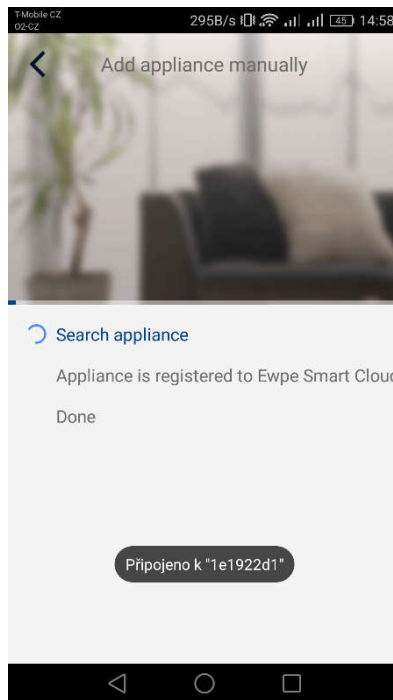 T-Mobile CZ
O2-CZ
295B/s 45 14:58
Add appliance manually
Search appliance
Appliance is registered to Ewpe Smart Cloud
Done
Připojeno k "1e1922d1"